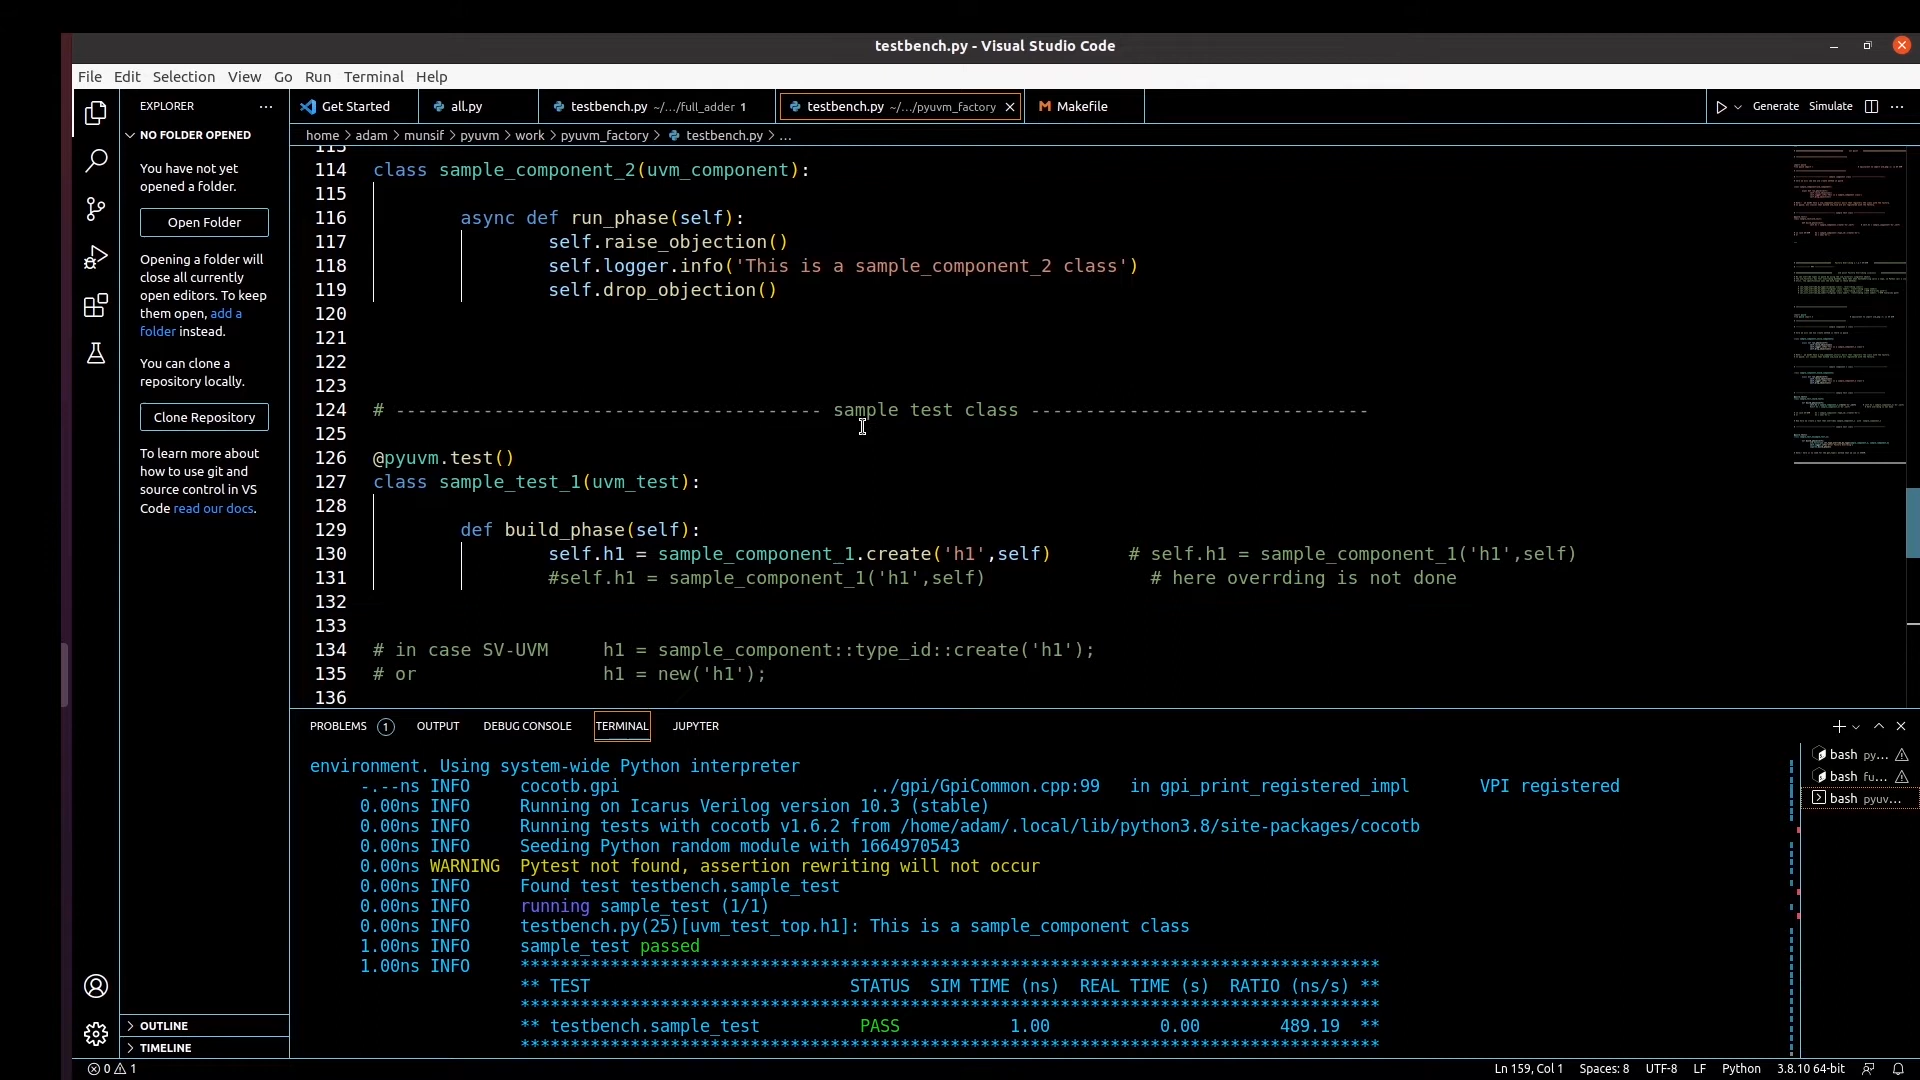 testbench.py - Visual Studio Code
File Edit Selection View Go Run Terminal Help
EXPLORER ...
Get Started
all.py
testbench.py ~/.../full_adder 1
testbench.py ~/.../pyuvm_factory
Makefile
Generate Simulate
NO FOLDER OPENED
home > adam > munsif > pyuvm > work > pyuvm_factory > testbench.py > ...
You have not yet
opened a folder.
Open Folder
Opening a folder will
close all currently
open editors. To keep
them open, add a
folder instead.
You can clone a
repository locally.
Clone Repository
To learn more about
how to use git and
source control in VS
Code read our docs.
OUTLINE
TIMELINE
113
114 class sample_component_2(uvm_component):
115
116 async def run_phase(self):
117 self.raise_objection()
118 self.logger.info('This is a sample_component_2 class')
119 self.drop_objection()
120
121
122
123
124 # --------------------------------------- sample test class -------------------------------
125
126 @pyuvm.test()
127 class sample_test_1(uvm_test):
128
129 def build_phase(self):
130 self.h1 = sample_component_1.create('h1',self) # self.h1 = sample_component_1('h1',self)
131 #self.h1 = sample_component_1('h1',self) # here overrding is not done
132
133
134 # in case SV-UVM h1 = sample_component::type_id::create('h1');
135 # or h1 = new('h1');
136
PROBLEMS 1 OUTPUT DEBUG CONSOLE TERMINAL JUPYTER
environment. Using system-wide Python interpreter
-.--ns INFO cocotb.gpi ../gpi/GpiCommon.cpp:99 in gpi_print_registered_impl VPI registered
0.00ns INFO Running on Icarus Verilog version 10.3 (stable)
0.00ns INFO Running tests with cocotb v1.6.2 from /home/adam/.local/lib/python3.8/site-packages/cocotb
0.00ns INFO Seeding Python random module with 1664970543
0.00ns WARNING Pytest not found, assertion rewriting will not occur
0.00ns INFO Found test testbench.sample_test
0.00ns INFO running sample_test (1/1)
0.00ns INFO testbench.py(25)[uvm_test_top.h1]: This is a sample_component class
1.00ns INFO sample_test passed
1.00ns INFO **************************************************************************************
** TEST STATUS SIM TIME (ns) REAL TIME (s) RATIO (ns/s) **
**************************************************************************************
** testbench.sample_test PASS 1.00 0.00 489.19 **
**************************************************************************************
bash py...
bash fu...
bash pyuv...
0 1
Ln 159, Col 1 Spaces: 8 UTF-8 LF Python 3.8.10 64-bit